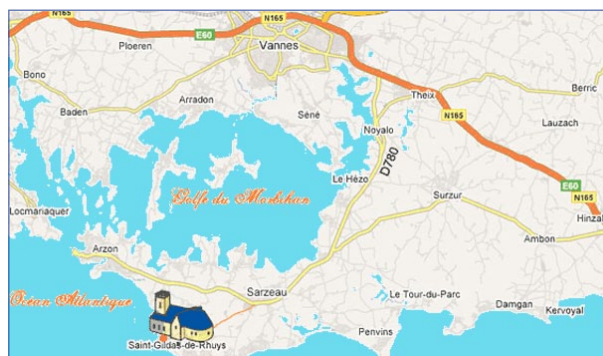 N165
N165
E60
Ploeren
Vannes
Bono
Theix
Berric
Baden
Arradon
Séné
N165
Lauzach
Noyalo
D780
Le Hézo
E60
Golfe du Morbihan
Surzur
N165
Locmariaquer
Hinzal
Arzon
Ambon
Océan Atlantique
Sarzeau
Le Tour-du-Parc
Damgan
Kervoyal
Penvins
Saint-Gildas-de-Rhuys